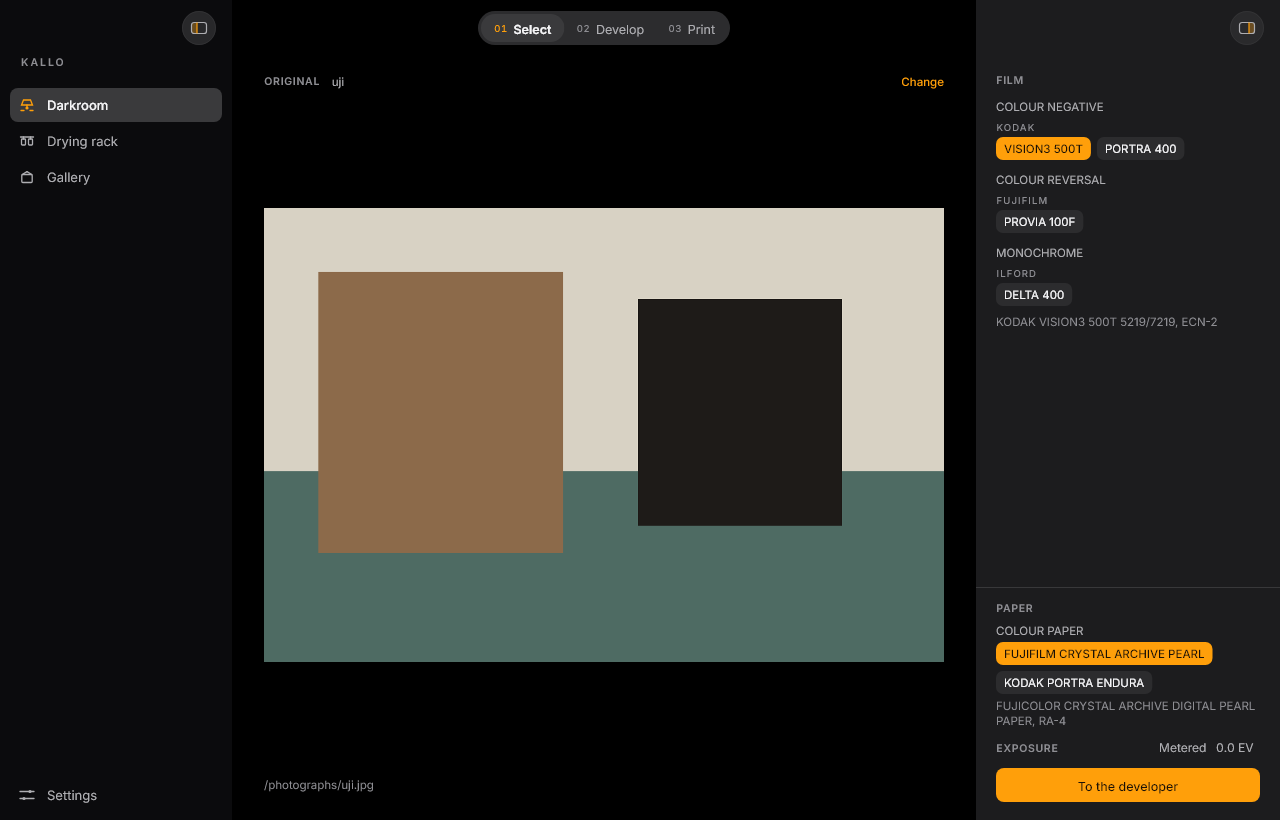 KALLO
Darkroom
Drying rack
Gallery
Settings
01 Select 02 Develop 03 Print
ORIGINAL uji
Change
/photographs/uji.jpg
FILM
COLOUR NEGATIVE
KODAK
VISION3 500T PORTRA 400
COLOUR REVERSAL
FUJIFILM
PROVIA 100F
MONOCHROME
ILFORD
DELTA 400
KODAK VISION3 500T 5219/7219, ECN-2
PAPER
COLOUR PAPER
FUJIFILM CRYSTAL ARCHIVE PEARL
KODAK PORTRA ENDURA
FUJICOLOR CRYSTAL ARCHIVE DIGITAL PEARL
PAPER, RA-4
EXPOSURE Metered 0.0 EV
To the developer